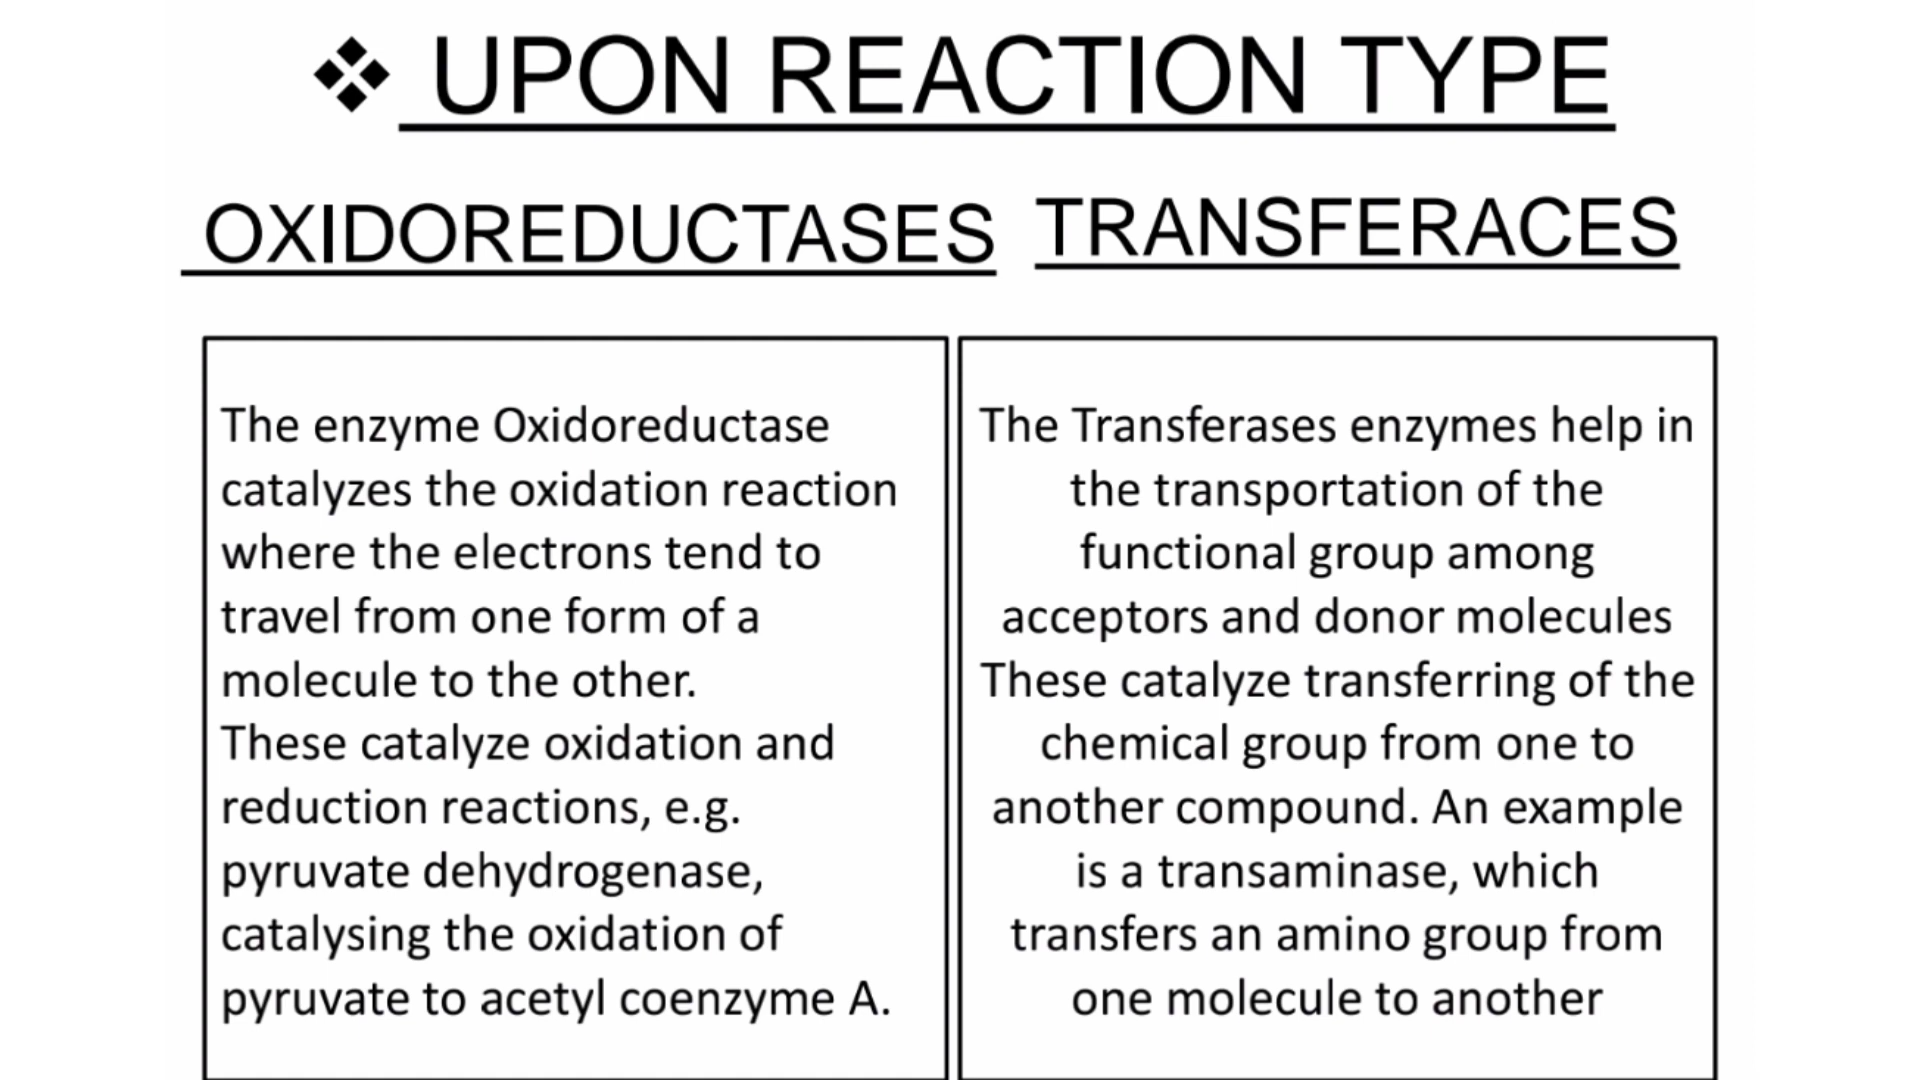 ❖ UPON REACTION TYPE
OXIDOREDUCTASES
TRANSFERACES
The enzyme Oxidoreductase
catalyzes the oxidation reaction
where the electrons tend to
travel from one form of a
molecule to the other.
These catalyze oxidation and
reduction reactions, e.g.
pyruvate dehydrogenase,
catalysing the oxidation of
pyruvate to acetyl coenzyme A.
The Transferases enzymes help in
the transportation of the
functional group among
acceptors and donor molecules
These catalyze transferring of the
chemical group from one to
another compound. An example
is a transaminase, which
transfers an amino group from
one molecule to another